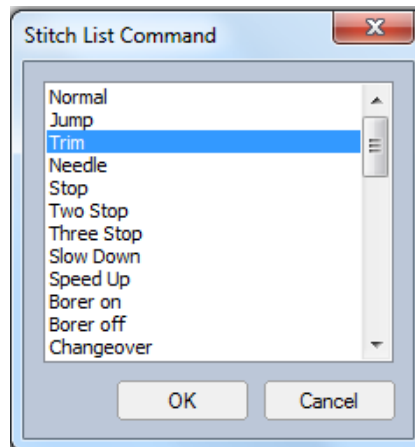 Stitch List Command
Normal
Jump
Trim
Needle
Stop
Two Stop
Three Stop
Slow Down
Speed Up
Borer on
Borer off
Changeover
OK
Cancel